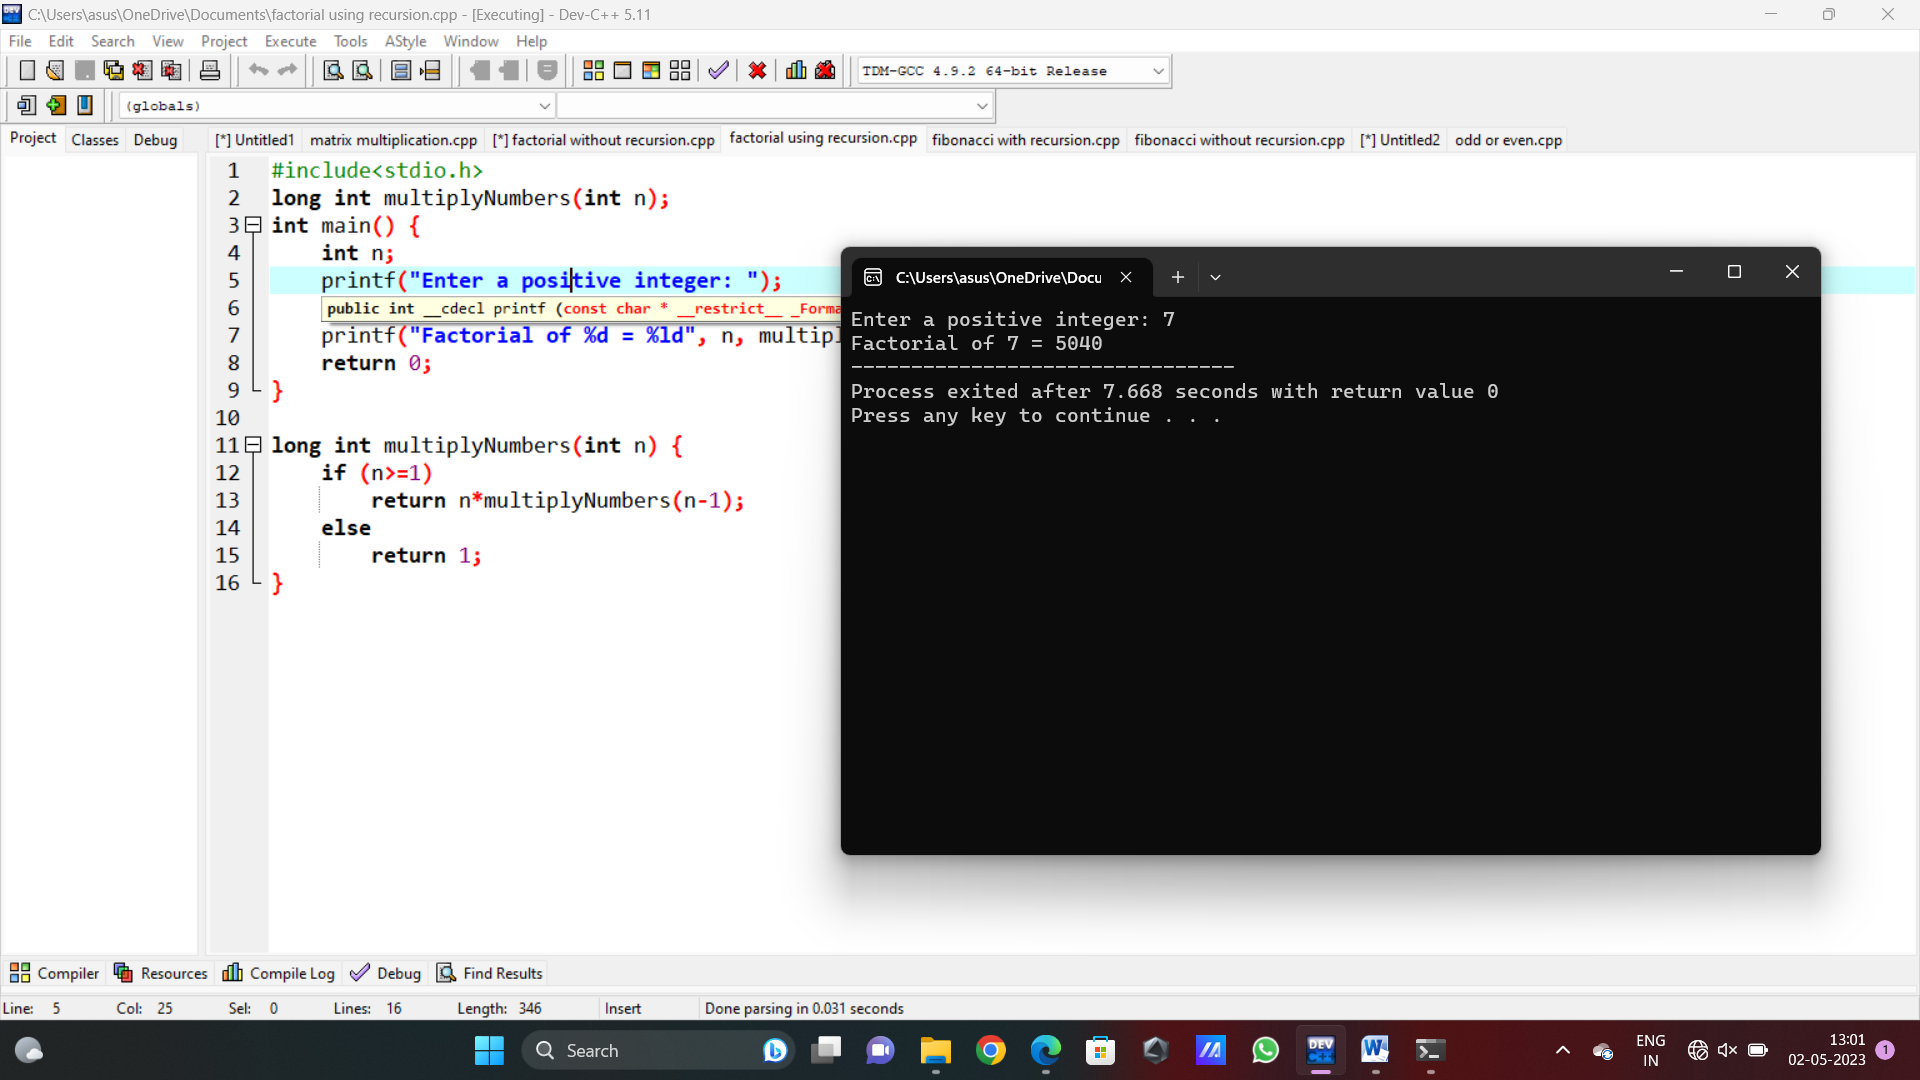 C:\Users\asus\OneDrive\Documents\factorial using recursion.cpp - [Executing] - Dev-C++ 5.11
File Edit Search View Project Execute Tools AStyle Window Help
TDM-GCC 4.9.2 64-bit Release
(globals)
Project Classes Debug [*] Untitled1 matrix multiplication.cpp [*] factorial without recursion.cpp factorial using recursion.cpp fibonacci with recursion.cpp fibonacci without recursion.cpp [*] Untitled2 odd or even.cpp
1 #include<stdio.h>
2 long int multiplyNumbers(int n);
3 int main() {
4 int n;
5 printf("Enter a positive integer: ");
6 public int __cdecl printf (const char * __restrict__ _Forma
7 printf("Factorial of %d = %ld", n, multipl
8 return 0;
9 }
10
11 long int multiplyNumbers(int n) {
12 if (n>=1)
13 return n*multiplyNumbers(n-1);
14 else
15 return 1;
16 }
C:\Users\asus\OneDrive\Docu
Enter a positive integer: 7
Factorial of 7 = 5040
--------------------------------
Process exited after 7.668 seconds with return value 0
Press any key to continue . . .
Compiler Resources Compile Log Debug Find Results
Line: 5 Col: 25 Sel: 0 Lines: 16 Length: 346 Insert Done parsing in 0.031 seconds
Search
DEV
C++
ENG
IN
13:01
02-05-2023
1